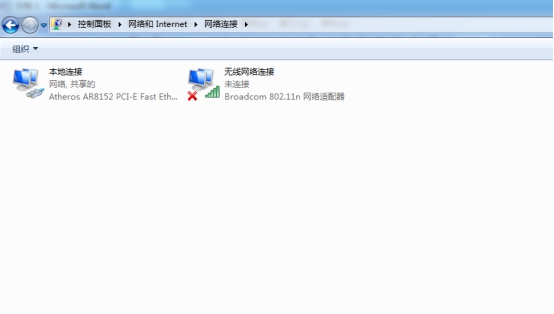 控制面板 ▸ 网络和 Internet ▸ 网络连接 ▸
组织 ▾
本地连接
网络, 共享的
Atheros AR8152 PCI-E Fast Eth...
无线网络连接
未连接
Broadcom 802.11n 网络适配器